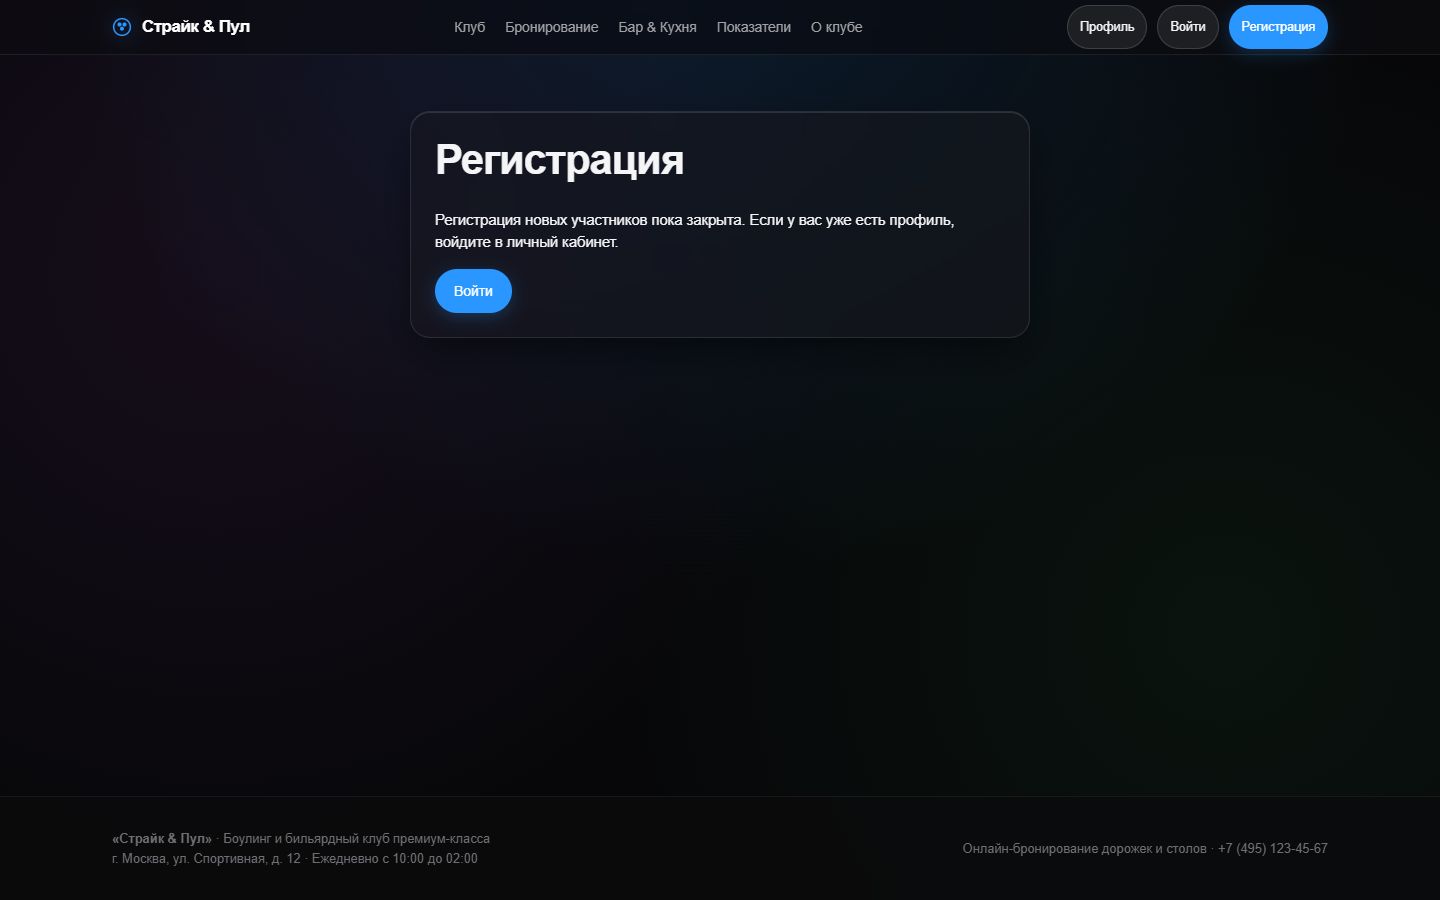 Страйк & Пул
Клуб Бронирование Бар & Кухня Показатели О клубе
Профиль Войти Регистрация
Регистрация
Регистрация новых участников пока закрыта. Если у вас уже есть профиль,
войдите в личный кабинет.
Войти
«Страйк & Пул» · Боулинг и бильярдный клуб премиум-класса
г. Москва, ул. Спортивная, д. 12 · Ежедневно с 10:00 до 02:00
Онлайн-бронирование дорожек и столов · +7 (495) 123-45-67